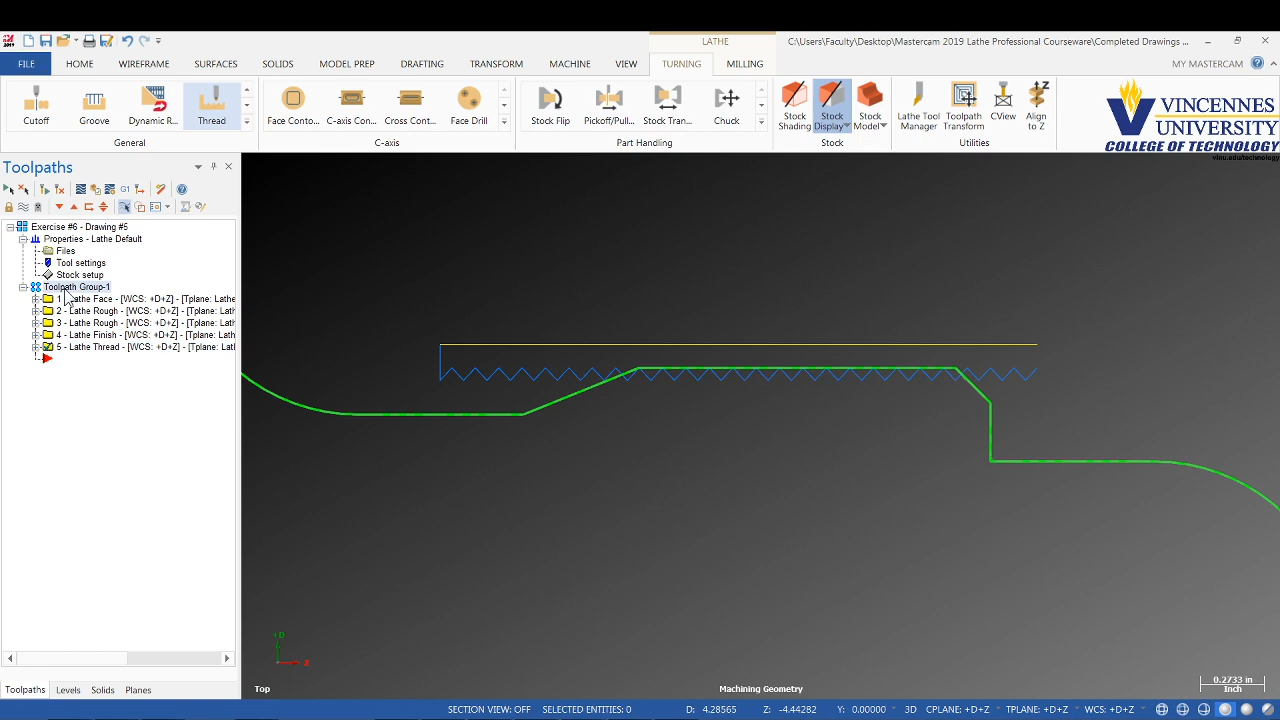 LATHE
C:\Users\Faculty\Desktop\Mastercam 2019 Lathe Professional Courseware\Completed Drawings ...
FILE HOME WIREFRAME SURFACES SOLIDS MODEL PREP DRAFTING TRANSFORM MACHINE VIEW TURNING MILLING MY MASTERCAM
Cutoff Groove Dynamic R... Thread Face Conto... C-axis Con... Cross Cont... Face Drill Stock Flip Pickoff/Pull... Stock Tran... Chuck Stock Shading Stock Display Stock Model Lathe Tool Manager Toolpath Transform CView Align to Z
General C-axis Part Handling Stock Utilities
VINCENNES
UNIVERSITY
COLLEGE OF TECHNOLOGY
vinu.edu/technology
Toolpaths
G1
Exercise #6 - Drawing #5
Properties - Lathe Default
Files
Tool settings
Stock setup
Toolpath Group-1
1 - Lathe Face - [WCS: +D+Z] - [Tplane: Lathe
2 - Lathe Rough - [WCS: +D+Z] - [Tplane: Lat
3 - Lathe Rough - [WCS: +D+Z] - [Tplane: Lat
4 - Lathe Finish - [WCS: +D+Z] - [Tplane: Lath
5 - Lathe Thread - [WCS: +D+Z] - [Tplane: Lat
+D
Z
Top
Machining Geometry
0.2733 in
Inch
Toolpaths Levels Solids Planes
SECTION VIEW: OFF SELECTED ENTITIES: 0 D: 4.28565 Z: -4.44282 Y: 0.00000 3D CPLANE: +D+Z TPLANE: +D+Z WCS: +D+Z